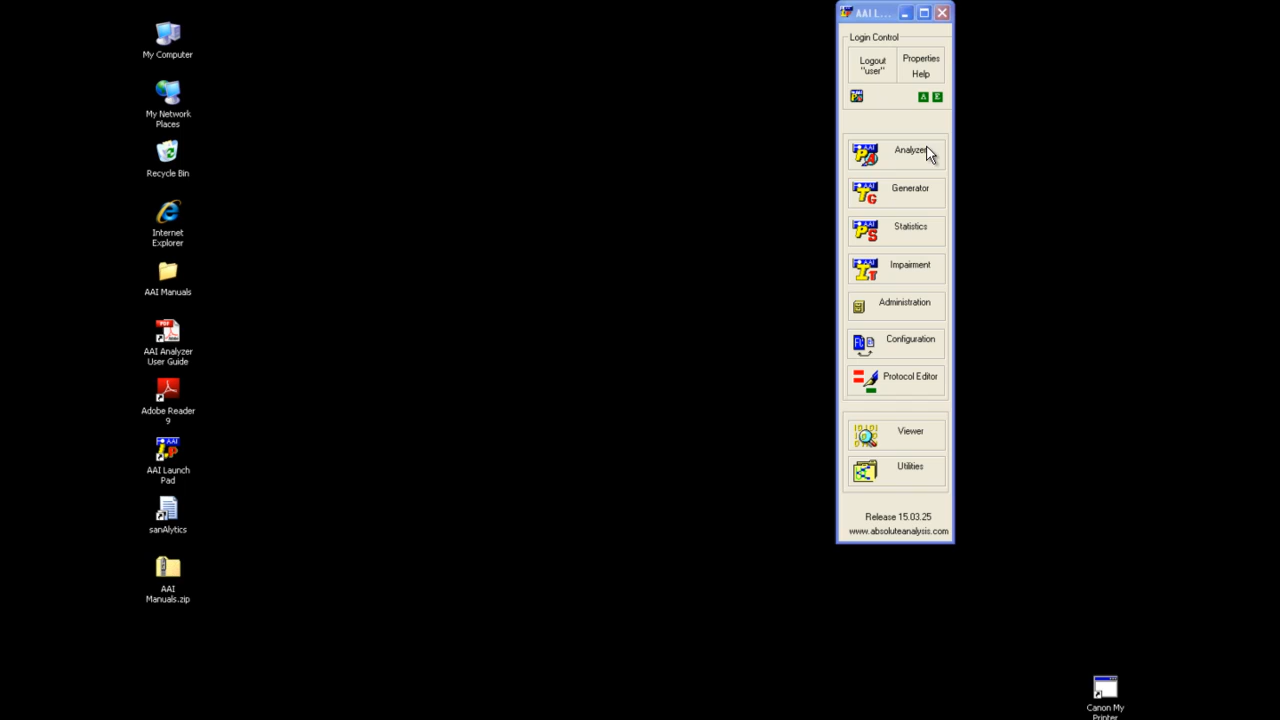 My Computer
My Network
Places
Recycle Bin
Internet
Explorer
AAI Manuals
AAI Analyzer
User Guide
Adobe Reader
9
AAI Launch
Pad
sanAlytics
AAI
Manuals.zip
AAI L...
Login Control
Logout
"user"
Properties
Help
A E
Analyzer
Generator
Statistics
Impairment
Administration
Configuration
Protocol Editor
Viewer
Utilities
Release 15.03.25
www.absoluteanalysis.com
Canon My
Printer